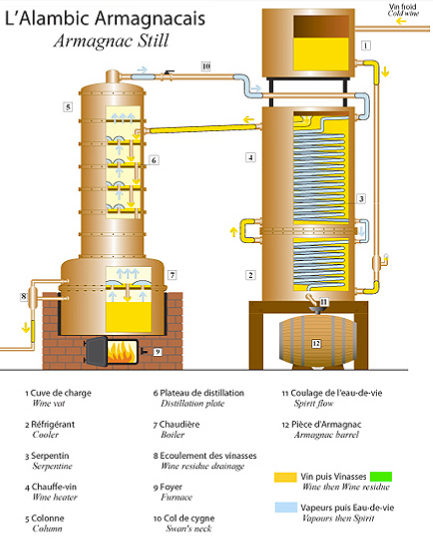 L'Alambic Armagnacais
Armagnac Still
Vin froid
Cold wine
1
10
5
6
4
3
7
2
8
11
9
12
1 Cuve de charge
Wine vat
2 Réfrigérant
Cooler
3 Serpentin
Serpentine
4 Chauffe-vin
Wine heater
5 Colonne
Column
6 Plateau de distillation
Distillation plate
7 Chaudière
Boiler
8 Ecoulement des vinasses
Wine residue drainage
9 Foyer
Furnace
10 Col de cygne
Swan's neck
11 Coulage de l'eau-de-vie
Spirit flow
12 Pièce d'Armagnac
Armagnac barrel
Vin puis Vinasses
Wine then Wine residue
Vapeurs puis Eau-de-vie
Vapours then Spirit